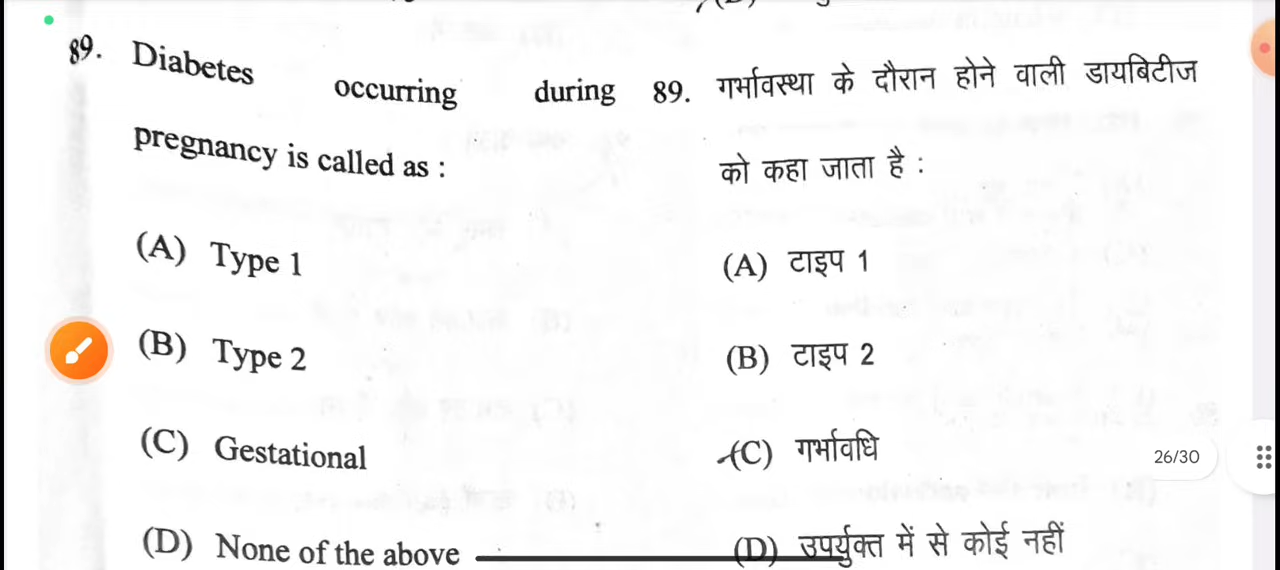 89. Diabetes occurring during
pregnancy is called as :
(A) Type 1
(B) Type 2
(C) Gestational
(D) None of the above
89. गर्भावस्था के दौरान होने वाली डायबिटीज
को कहा जाता है :
(A) टाइप 1
(B) टाइप 2
(C) गर्भावधि
(D) उपर्युक्त में से कोई नहीं
26/30